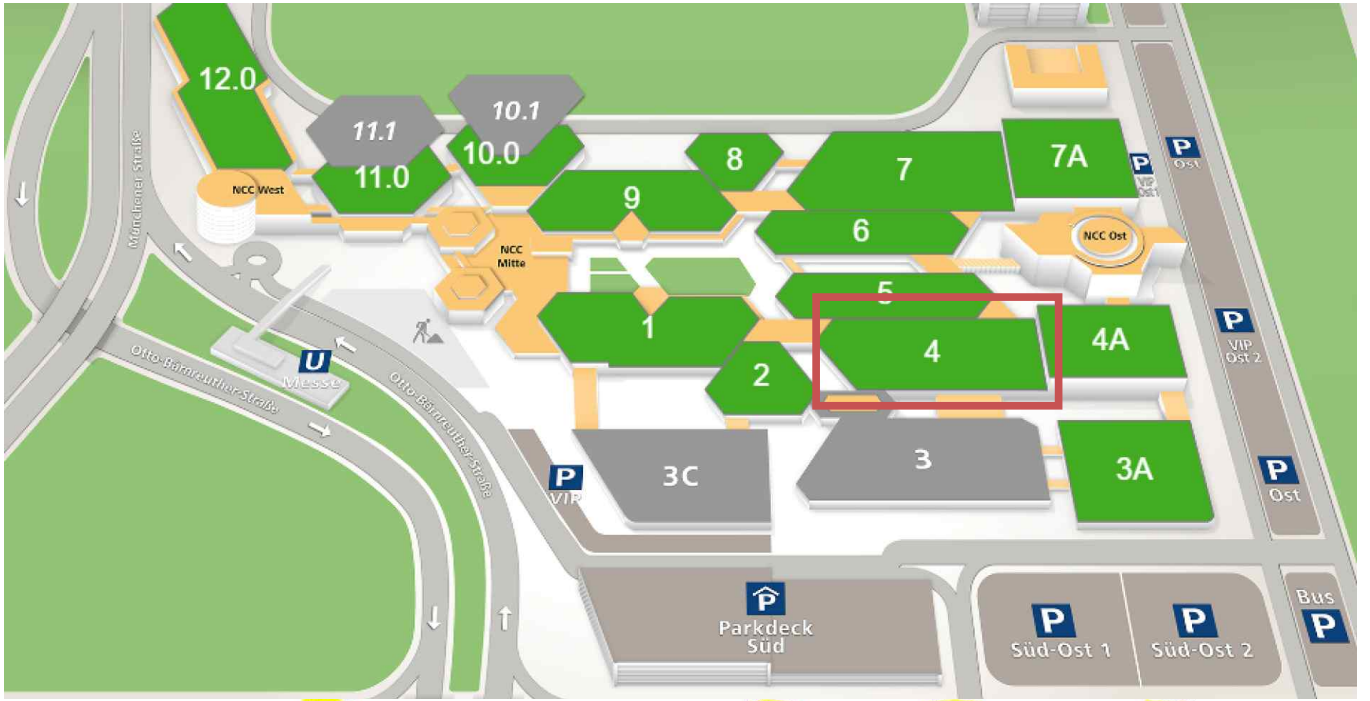 12.0
11.1
10.1
11.0
10.0
NCC West
9
8
7
7A
P
Ost
P
VIP
Ost 1
6
NCC Ost
NCC
Mitte
Münchener Straße
5
1
4
4A
2
P
VIP
Ost 2
U
Messe
Otto-Bärnreuther-Straße
Otto-Bärnreuther-Straße
P
VIP
3C
3
3A
P
Ost
P
Parkdeck
Süd
P
Süd-Ost 1
P
Süd-Ost 2
Bus
P